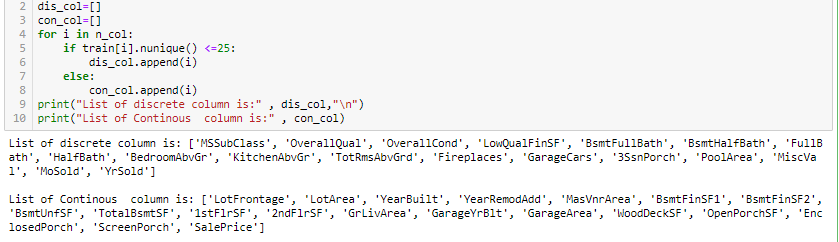 2 dis_col=[]
3 con_col=[]
4 for i in n_col:
5     if train[i].nunique() <=25:
6         dis_col.append(i)
7     else:
8         con_col.append(i)
9 print("List of discrete column is:" , dis_col,"\n")
10 print("List of Continous  column is:" , con_col)
List of discrete column is: ['MSSubClass', 'OverallQual', 'OverallCond', 'LowQualFinSF', 'BsmtFullBath', 'BsmtHalfBath', 'FullB
ath', 'HalfBath', 'BedroomAbvGr', 'KitchenAbvGr', 'TotRmsAbvGrd', 'Fireplaces', 'GarageCars', '3SsnPorch', 'PoolArea', 'MiscVa
l', 'MoSold', 'YrSold']
List of Continous  column is: ['LotFrontage', 'LotArea', 'YearBuilt', 'YearRemodAdd', 'MasVnrArea', 'BsmtFinSF1', 'BsmtFinSF2',
'BsmtUnfSF', 'TotalBsmtSF', '1stFlrSF', '2ndFlrSF', 'GrLivArea', 'GarageYrBlt', 'GarageArea', 'WoodDeckSF', 'OpenPorchSF', 'Enc
losedPorch', 'ScreenPorch', 'SalePrice']